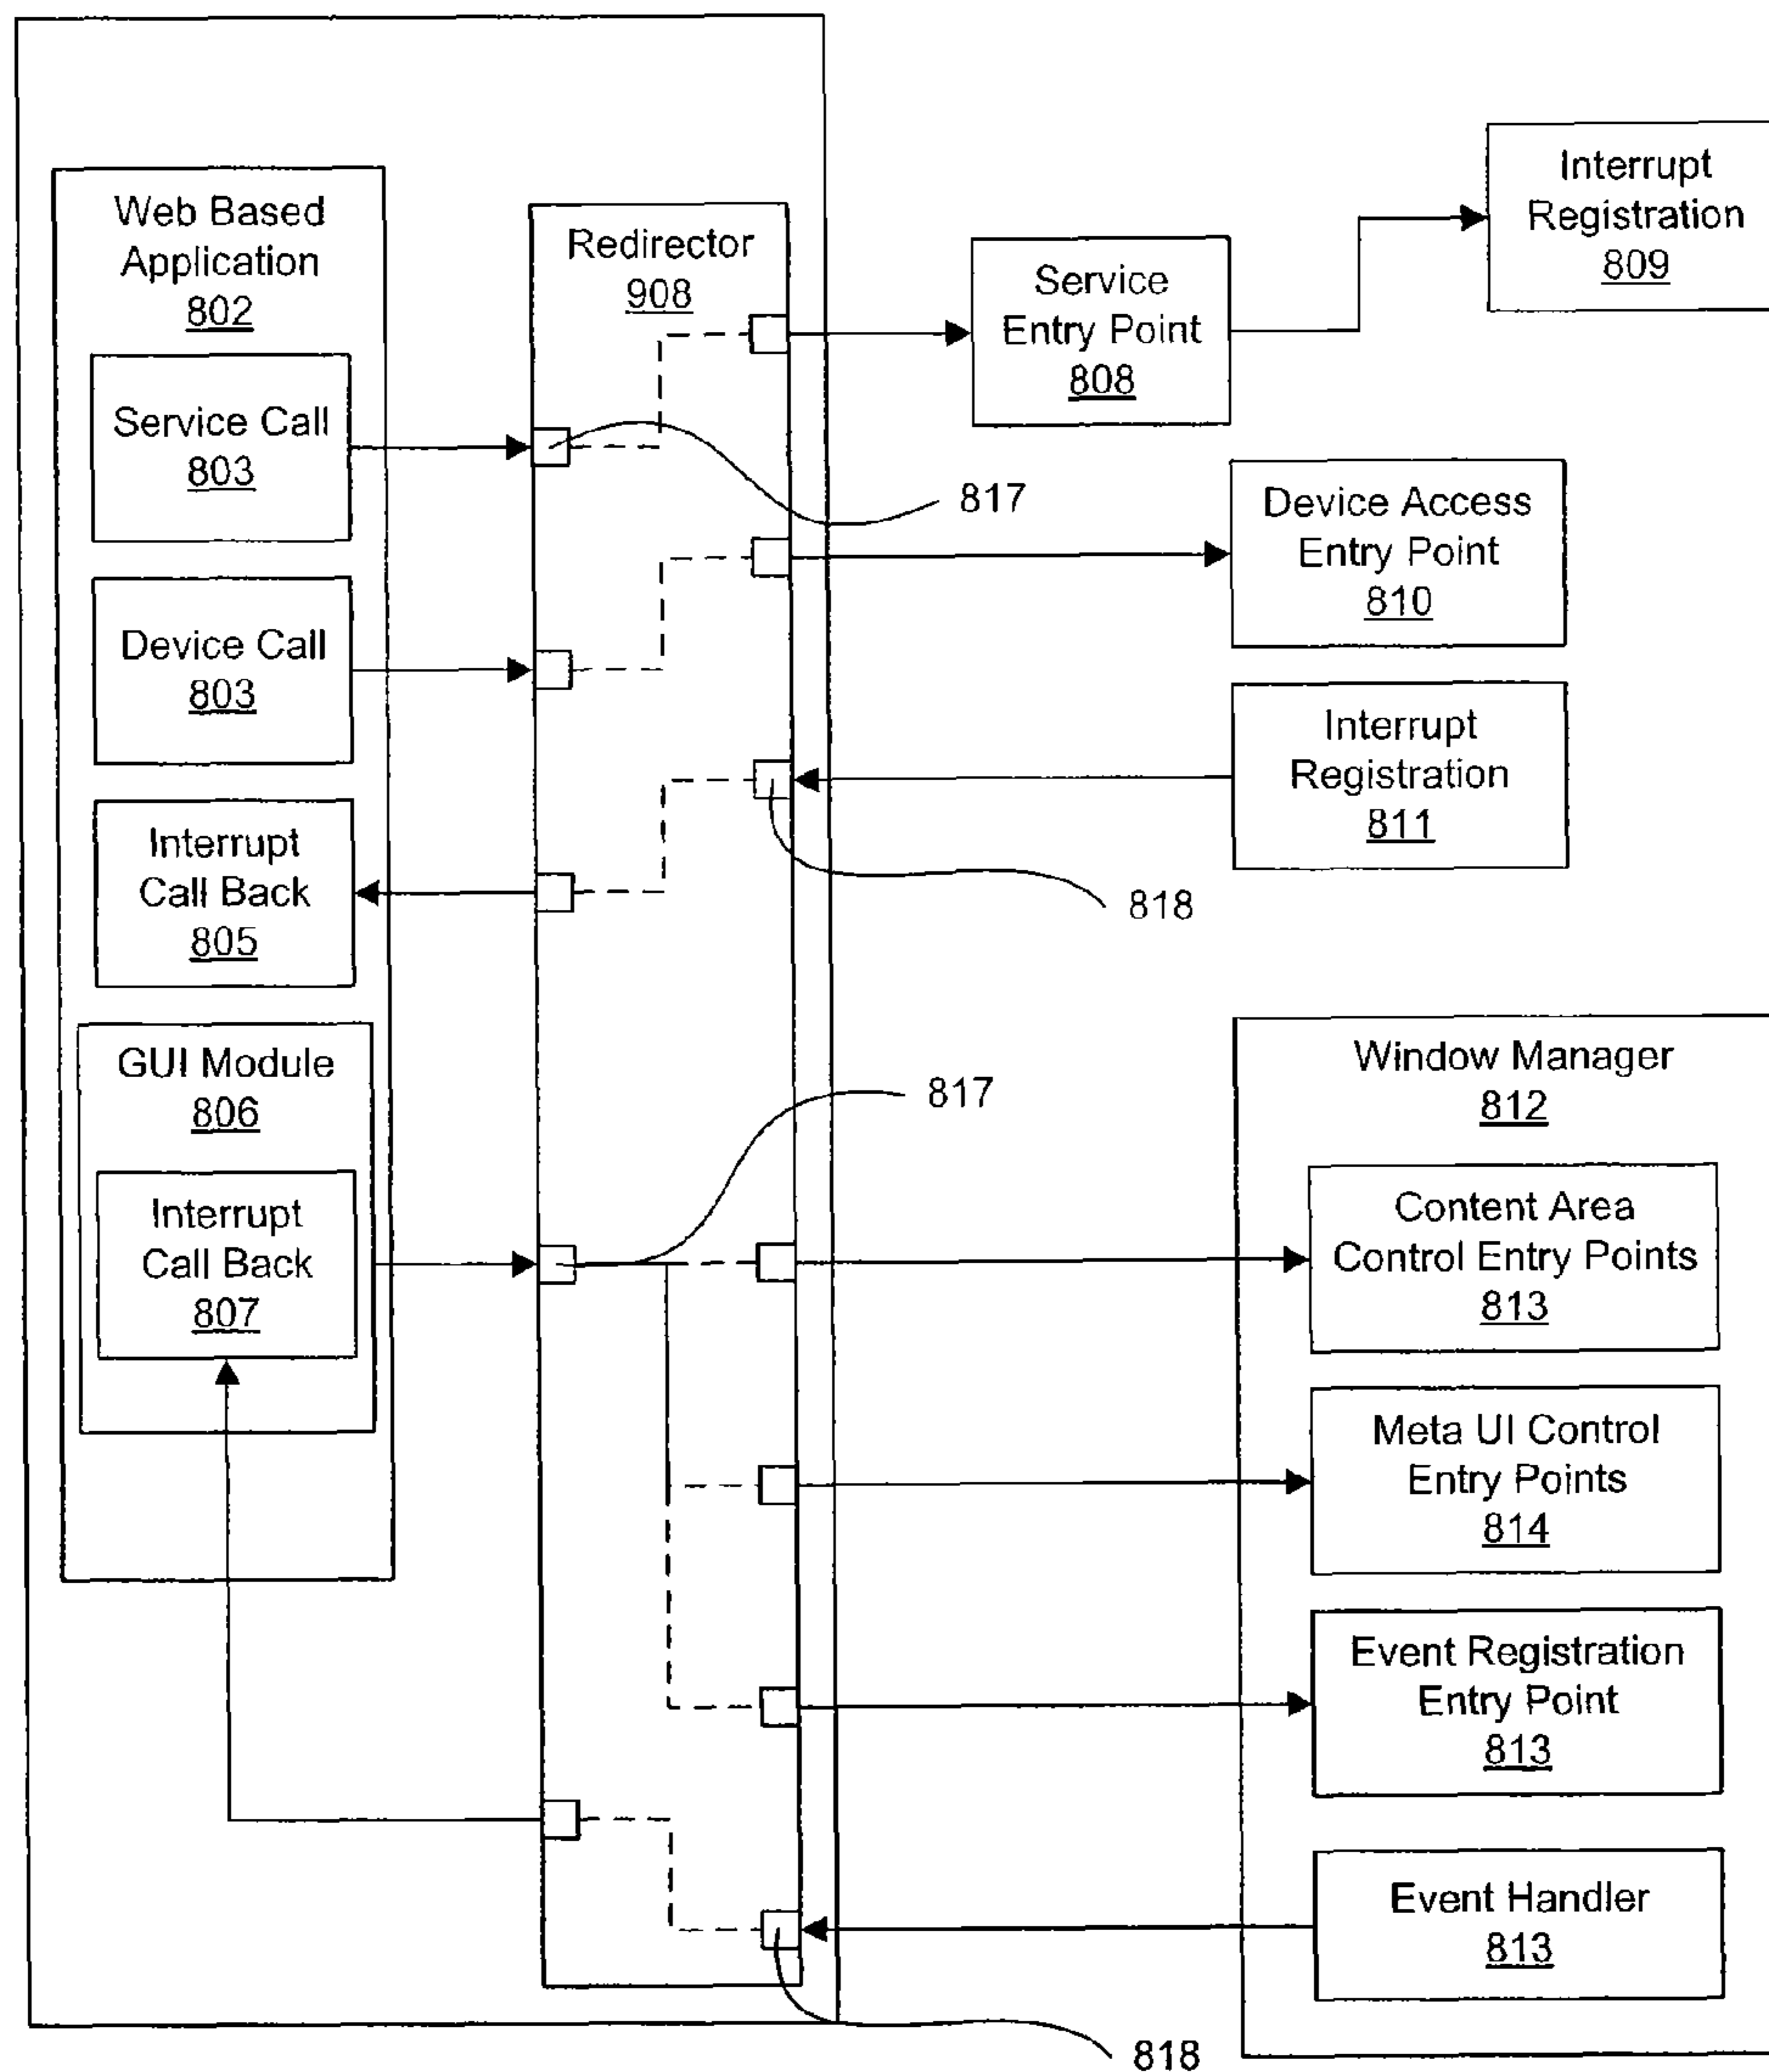 Web Based
Application
802
Service Call
803
Device Call
803
Interrupt
Call Back
805
GUI Module
806
Interrupt
Call Back
807
Redirector
908
Service
Entry Point
808
Interrupt
Registration
809
817
Device Access
Entry Point
810
Interrupt
Registration
811
818
817
Window Manager
812
Content Area
Control Entry Points
813
Meta UI Control
Entry Points
814
Event Registration
Entry Point
813
Event Handler
813
818